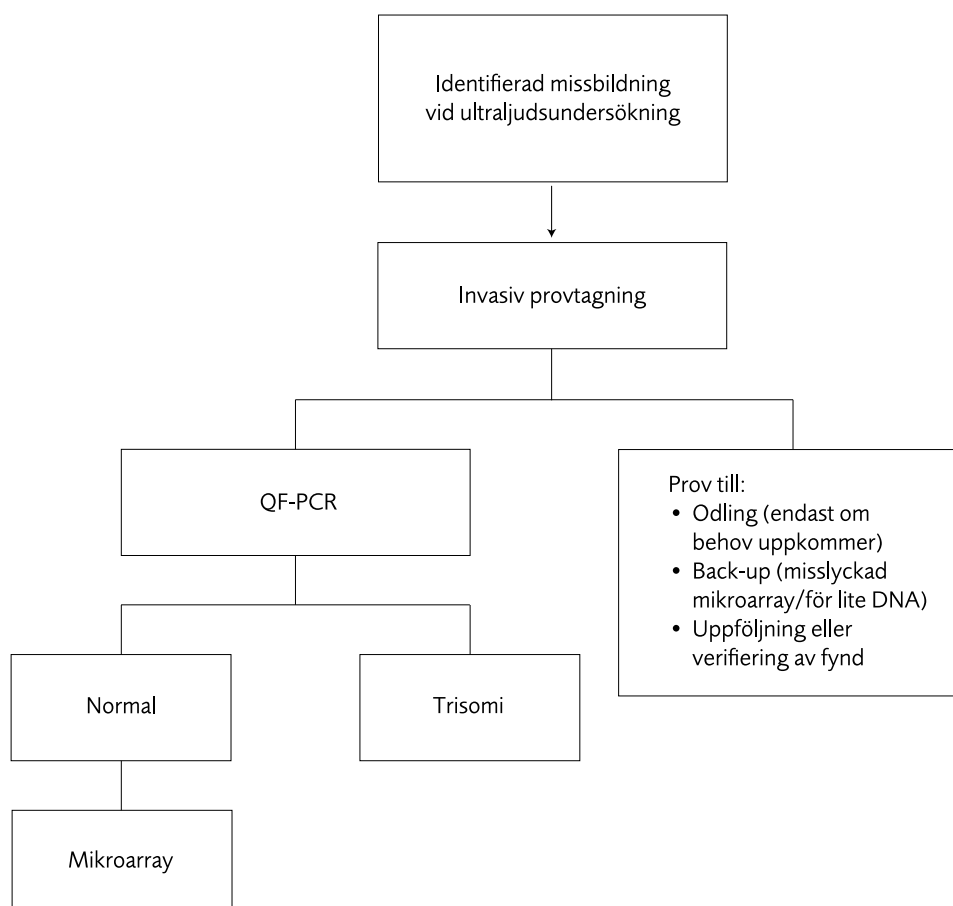 Identifierad missbildning
vid ultraljudsundersökning
Invasiv provtagning
QF-PCR
Prov till:
• Odling (endast om
behov uppkommer)
• Back-up (misslyckad
mikroarray/för lite DNA)
• Uppföljning eller
verifiering av fynd
Normal
Trisomi
Mikroarray